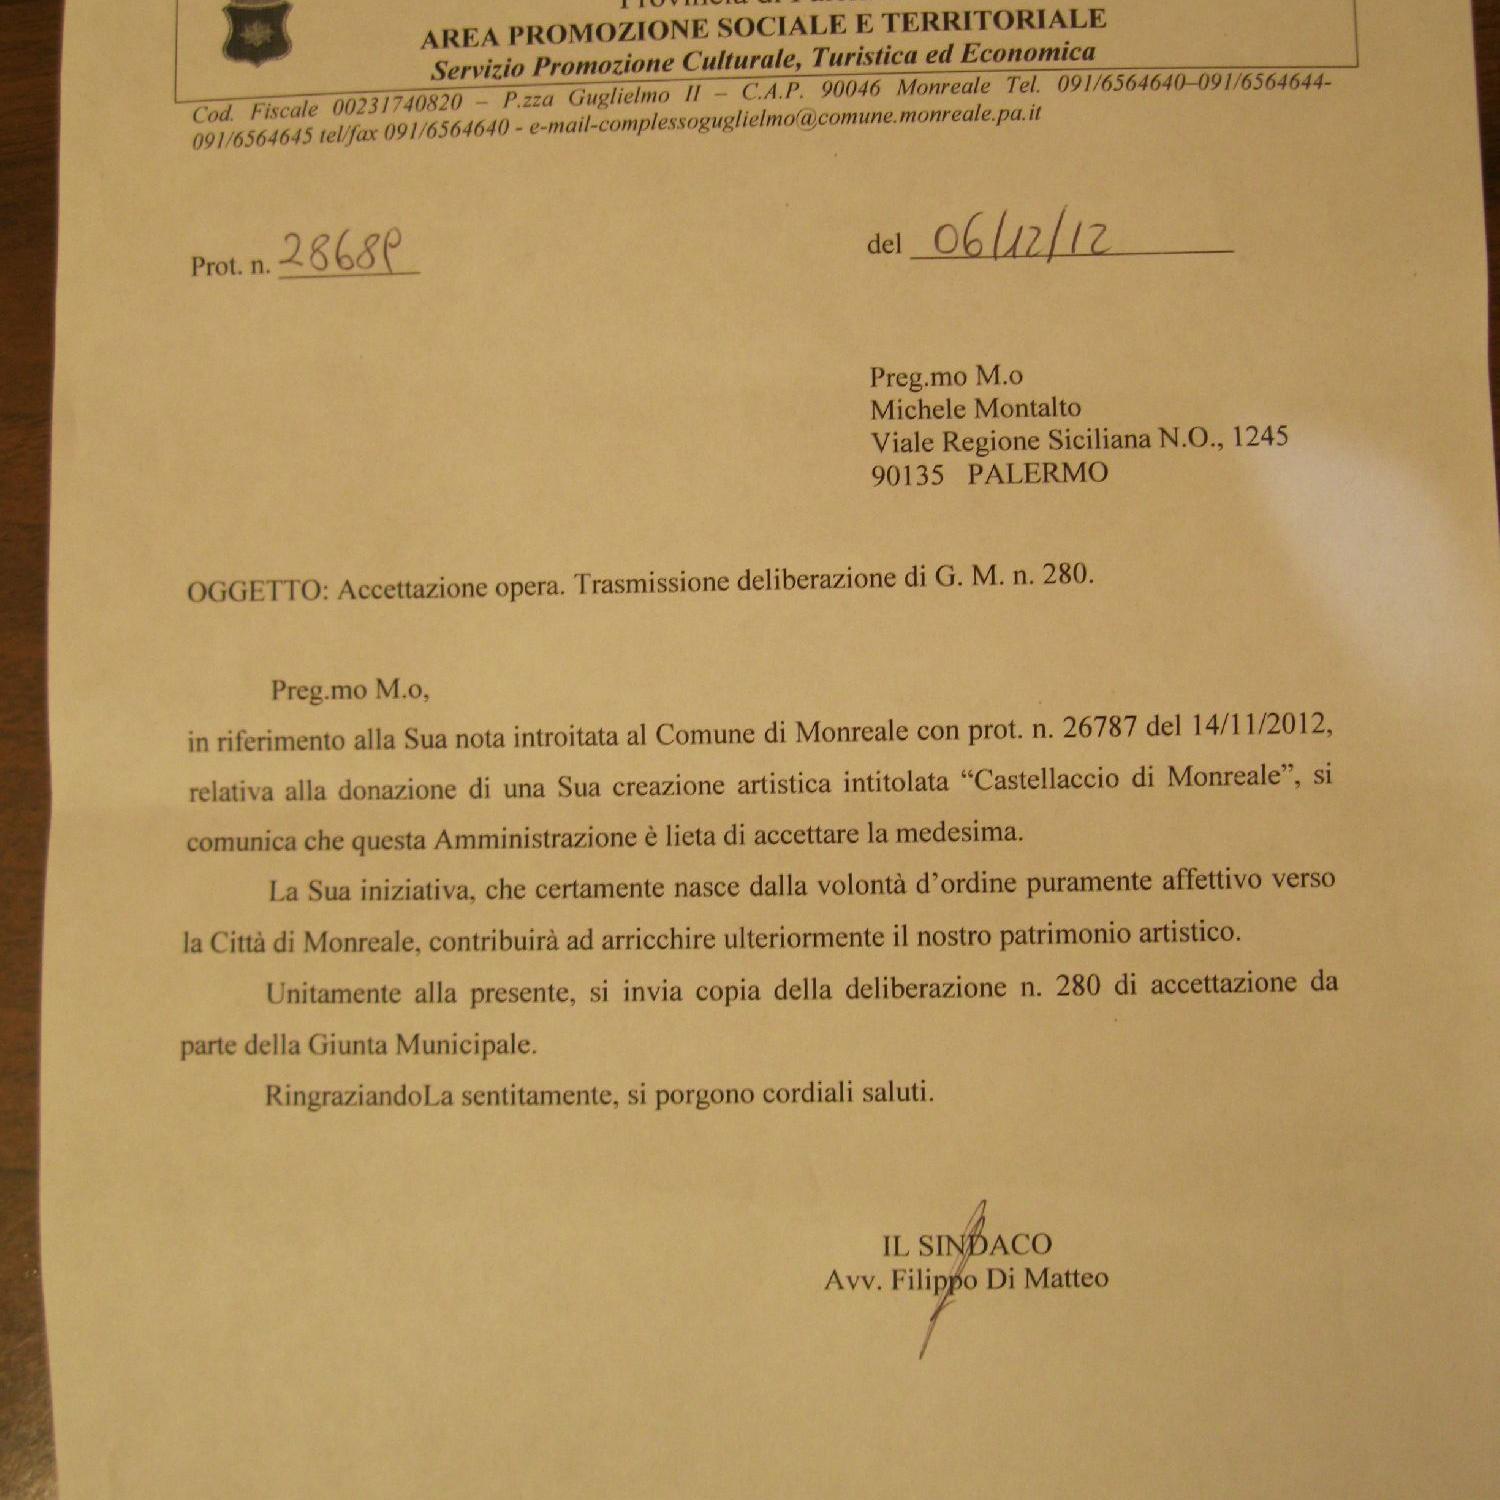 Provincia di
AREA PROMOZIONE SOCIALE E TERRITORIALE
Servizio Promozione Culturale, Turistica ed Economica
Cod. Fiscale 00231740820 – P.zza Guglielmo II – C.A.P. 90046 Monreale Tel. 091/6564640–091/6564644-
091/6564645 tel/fax 091/6564640 - e-mail-complessoguglielmo@comune.monreale.pa.it
Prot. n. 28689 del 06/12/12
Preg.mo M.o
Michele Montalto
Viale Regione Siciliana N.O., 1245
90135 PALERMO
OGGETTO: Accettazione opera. Trasmissione deliberazione di G. M. n. 280.
Preg.mo M.o,
in riferimento alla Sua nota introitata al Comune di Monreale con prot. n. 26787 del 14/11/2012,
relativa alla donazione di una Sua creazione artistica intitolata “Castellaccio di Monreale”, si
comunica che questa Amministrazione è lieta di accettare la medesima.
La Sua iniziativa, che certamente nasce dalla volontà d’ordine puramente affettivo verso
la Città di Monreale, contribuirà ad arricchire ulteriormente il nostro patrimonio artistico.
Unitamente alla presente, si invia copia della deliberazione n. 280 di accettazione da
parte della Giunta Municipale.
RingraziandoLa sentitamente, si porgono cordiali saluti.
IL SINDACO
Avv. Filippo Di Matteo